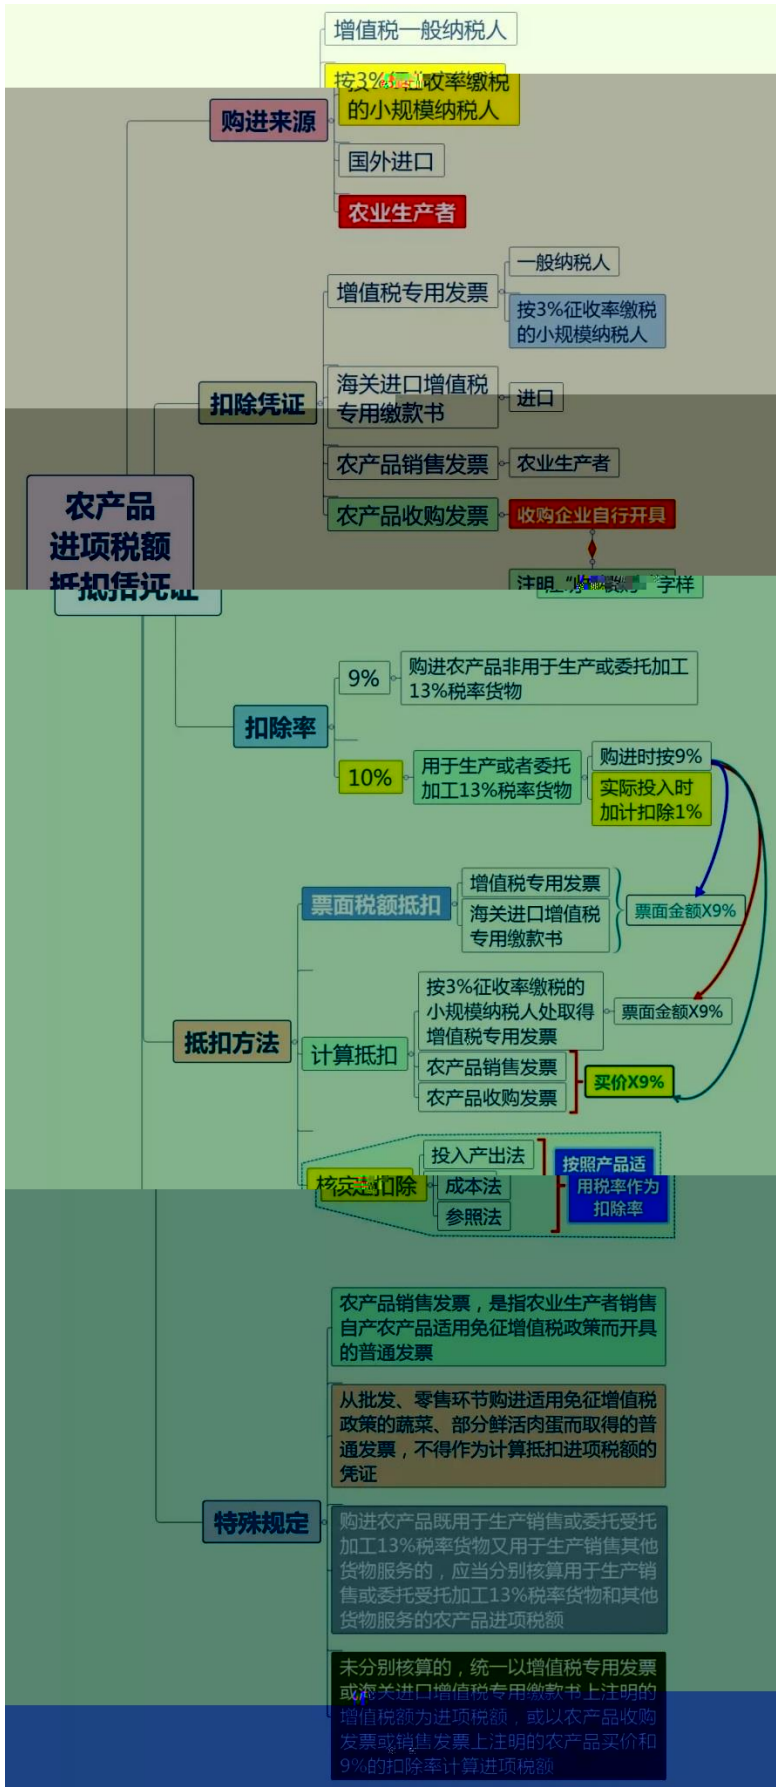 增值税一般纳税人
按3%征收率缴税
的小规模纳税人
购进来源
国外进口
农业生产者
增值税专用发票
一般纳税人
按3%征收率缴税
的小规模纳税人
扣除凭证
海关进口增值税
专用缴款书
进口
农产品销售发票
农业生产者
农产品收购发票
收购企业自行开具
注明“
”字样
农产品
进项税额
抵扣凭证
扣除率
9%
购进农产品非用于生产或委托加工
13%税率货物
10%
用于生产或者委托
加工13%税率货物
购进时按9%
实际投入时
加计扣除1%
抵扣方法
票面税额抵扣
增值税专用发票
海关进口增值税
专用缴款书
票面金额X9%
计算抵扣
按3%征收率缴税的
小规模纳税人处取得
增值税专用发票
票面金额X9%
农产品销售发票
农产品收购发票
买价X9%
核定扣除
投入产出法
成本法
参照法
按照产品适
用税率作为
扣除率
特殊规定
农产品销售发票，是指农业生产者销售
自产农产品适用免征增值税政策而开具
的普通发票
从批发、零售环节购进适用免征增值税
政策的蔬菜、部分鲜活肉蛋而取得的普
通发票，不得作为计算抵扣进项税额的
凭证
购进农产品既用于生产销售或委托受托
加工13%税率货物又用于生产销售其他
货物服务的，应当分别核算用于生产销
售或委托受托加工13%税率货物和其他
货物服务的农产品进项税额
未分别核算的，统一以增值税专用发票
或海关进口增值税专用缴款书上注明的
增值税额为进项税额，或以农产品收购
发票或销售发票上注明的农产品买价和
9%的扣除率计算进项税额